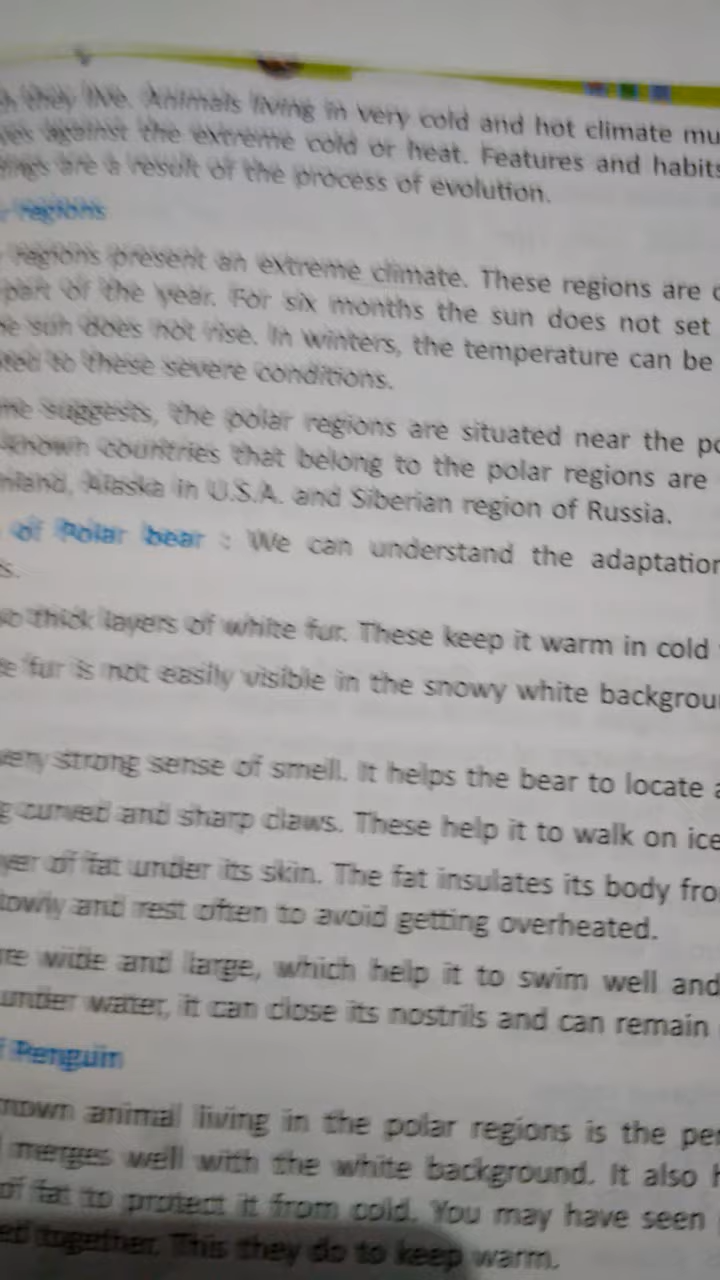 they live. Animals living in very cold and hot climate
against the extreme cold or heat. Features and habits
are a result of the process of evolution.
regions
regions present an extreme climate. These regions are
part of the year. For six months the sun does not set
sun does not rise. In winters, the temperature can be
to these severe conditions.
suggests, the polar regions are situated near the
known countries that belong to the polar regions are
Alaska in U.S.A. and Siberian region of Russia.
of Polar bear : We can understand the
thick layers of white fur. These keep it warm in cold
fur is not easily visible in the snowy white
very strong sense of smell. It helps the bear to locate
curved and sharp claws. These help it to walk on ice
of fat under its skin. The fat insulates its body
and rest often to avoid getting overheated.
wide and large, which help it to swim well and
under water, it can close its nostrils and can remain
Penguin
animal living in the polar regions is the
merges well with the white background. It also
of fat to protect it from cold. You may have seen
together. This they do to keep warm.